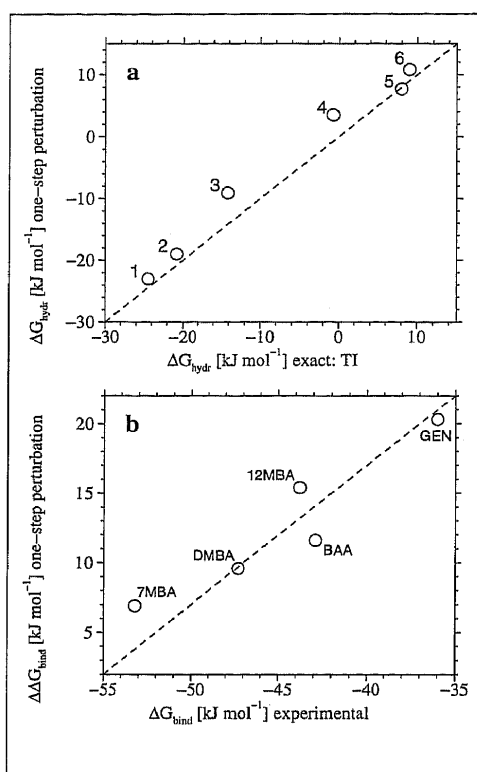 a
10
0
−10
−20
−30
ΔG_hydr [kJ mol⁻¹] one-step perturbation
1
2
3
4
5
6
−30 −20 −10 0 10
ΔG_hydr [kJ mol⁻¹] exact: TI
b
20
15
10
5
ΔΔG_bind [kJ mol⁻¹] one-step perturbation
GEN
12MBA
BAA
DMBA
7MBA
−55 −50 −45 −40 −35
ΔG_bind [kJ mol⁻¹] experimental